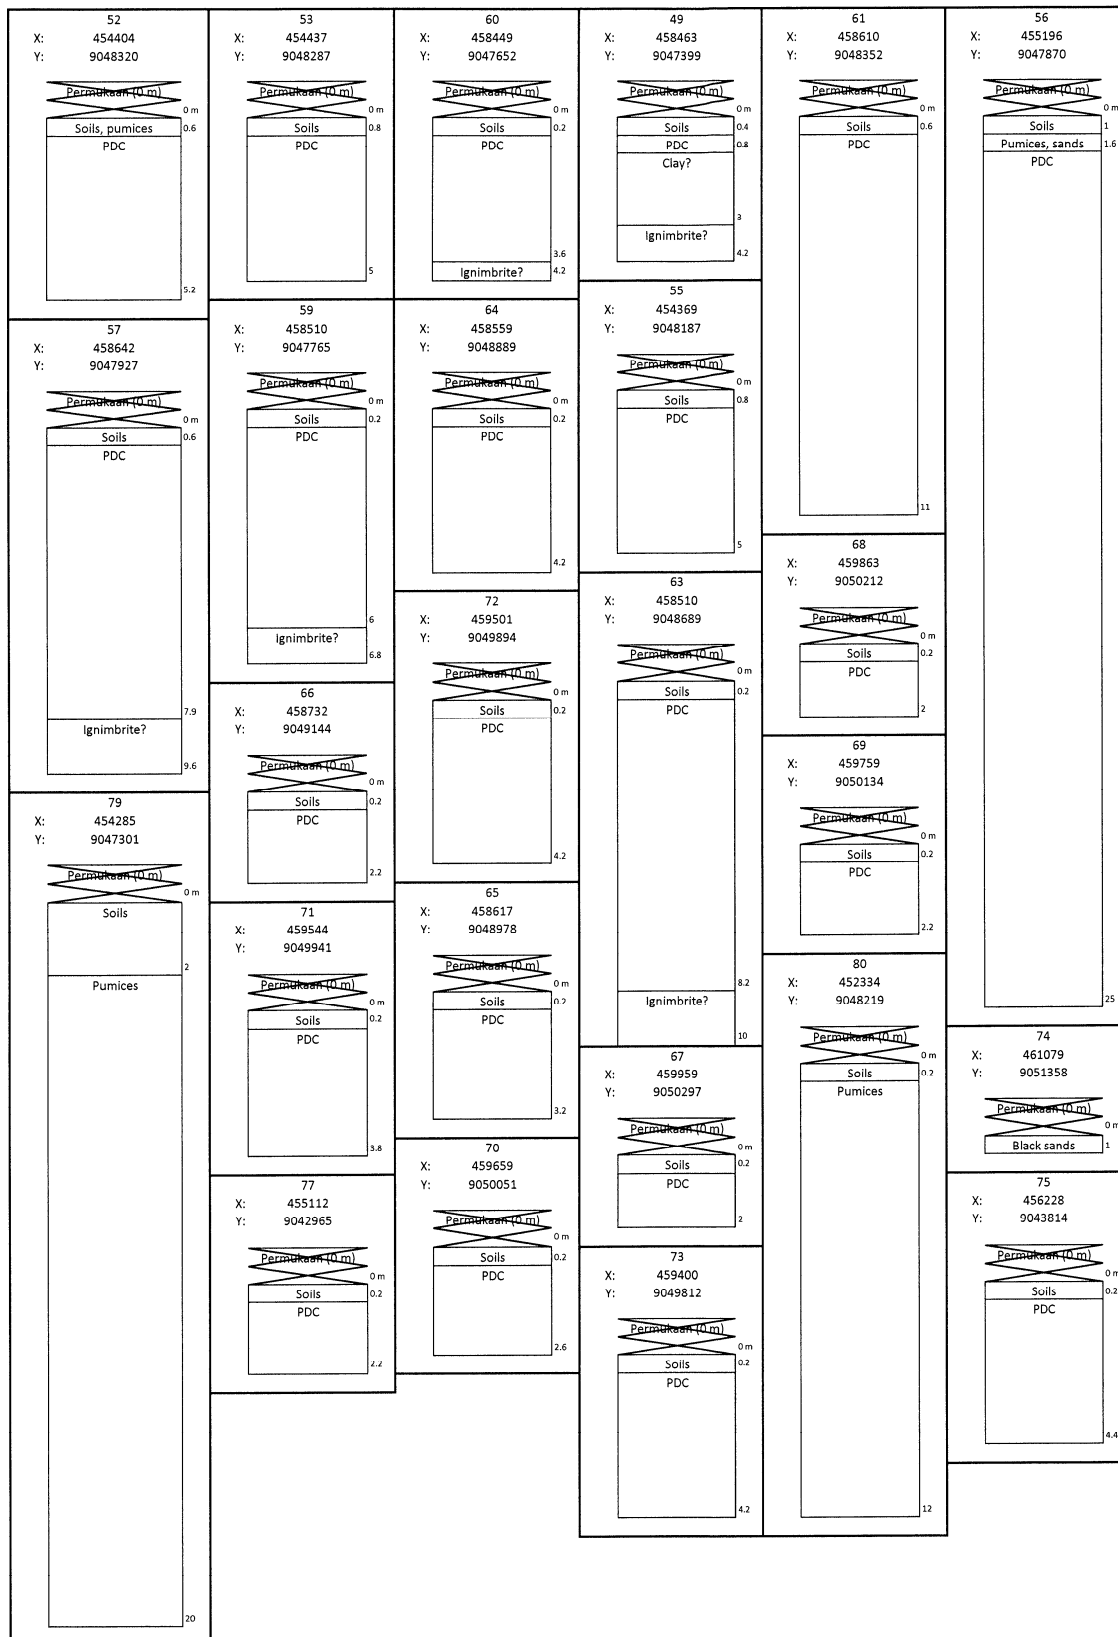 52
X: 454404
Y: 9048320
Permukaan (0 m)
0 m
Soils, pumices 0.6
PDC
5.2
57
X: 458642
Y: 9047927
Permukaan (0 m)
0 m
Soils 0.6
PDC
7.9
Ignimbrite?
9.6
79
X: 454285
Y: 9047301
Permukaan (0 m)
0 m
Soils
2
Pumices
20
53
X: 454437
Y: 9048287
Permukaan (0 m)
0 m
Soils 0.8
PDC
5
59
X: 458510
Y: 9047765
Permukaan (0 m)
0 m
Soils 0.2
PDC
6
Ignimbrite?
6.8
66
X: 458732
Y: 9049144
Permukaan (0 m)
0 m
Soils 0.2
PDC
2.2
71
X: 459544
Y: 9049941
Permukaan (0 m)
0 m
Soils 0.2
PDC
3.8
77
X: 455112
Y: 9042965
Permukaan (0 m)
0 m
Soils 0.2
PDC
2.2
60
X: 458449
Y: 9047652
Permukaan (0 m)
0 m
Soils 0.2
PDC
3.6
Ignimbrite? 4.2
64
X: 458559
Y: 9048889
Permukaan (0 m)
0 m
Soils 0.2
PDC
4.2
72
X: 459501
Y: 9049894
Permukaan (0 m)
0 m
Soils 0.2
PDC
4.2
65
X: 458617
Y: 9048978
Permukaan (0 m)
0 m
Soils 0.2
PDC
3.2
70
X: 459659
Y: 9050051
Permukaan (0 m)
0 m
Soils 0.2
PDC
2.6
49
X: 458463
Y: 9047399
Permukaan (0 m)
0 m
Soils 0.4
PDC 0.8
Clay?
3
Ignimbrite?
4.2
55
X: 454369
Y: 9048187
Permukaan (0 m)
0 m
Soils 0.8
PDC
5
63
X: 458510
Y: 9048689
Permukaan (0 m)
0 m
Soils 0.2
PDC
8.2
Ignimbrite?
10
67
X: 459959
Y: 9050297
Permukaan (0 m)
0 m
Soils 0.2
PDC
2
73
X: 459400
Y: 9049812
Permukaan (0 m)
0 m
Soils 0.2
PDC
4.2
61
X: 458610
Y: 9048352
Permukaan (0 m)
0 m
Soils 0.6
PDC
11
68
X: 459863
Y: 9050212
Permukaan (0 m)
0 m
Soils 0.2
PDC
2
69
X: 459759
Y: 9050134
Permukaan (0 m)
0 m
Soils 0.2
PDC
2.2
80
X: 452334
Y: 9048219
Permukaan (0 m)
0 m
Soils 0.2
Pumices
12
56
X: 455196
Y: 9047870
Permukaan (0 m)
0 m
Soils 1
Pumices, sands 1.6
PDC
25
74
X: 461079
Y: 9051358
Permukaan (0 m)
0 m
Black sands 1
75
X: 456228
Y: 9043814
Permukaan (0 m)
0 m
Soils 0.2
PDC
4.4